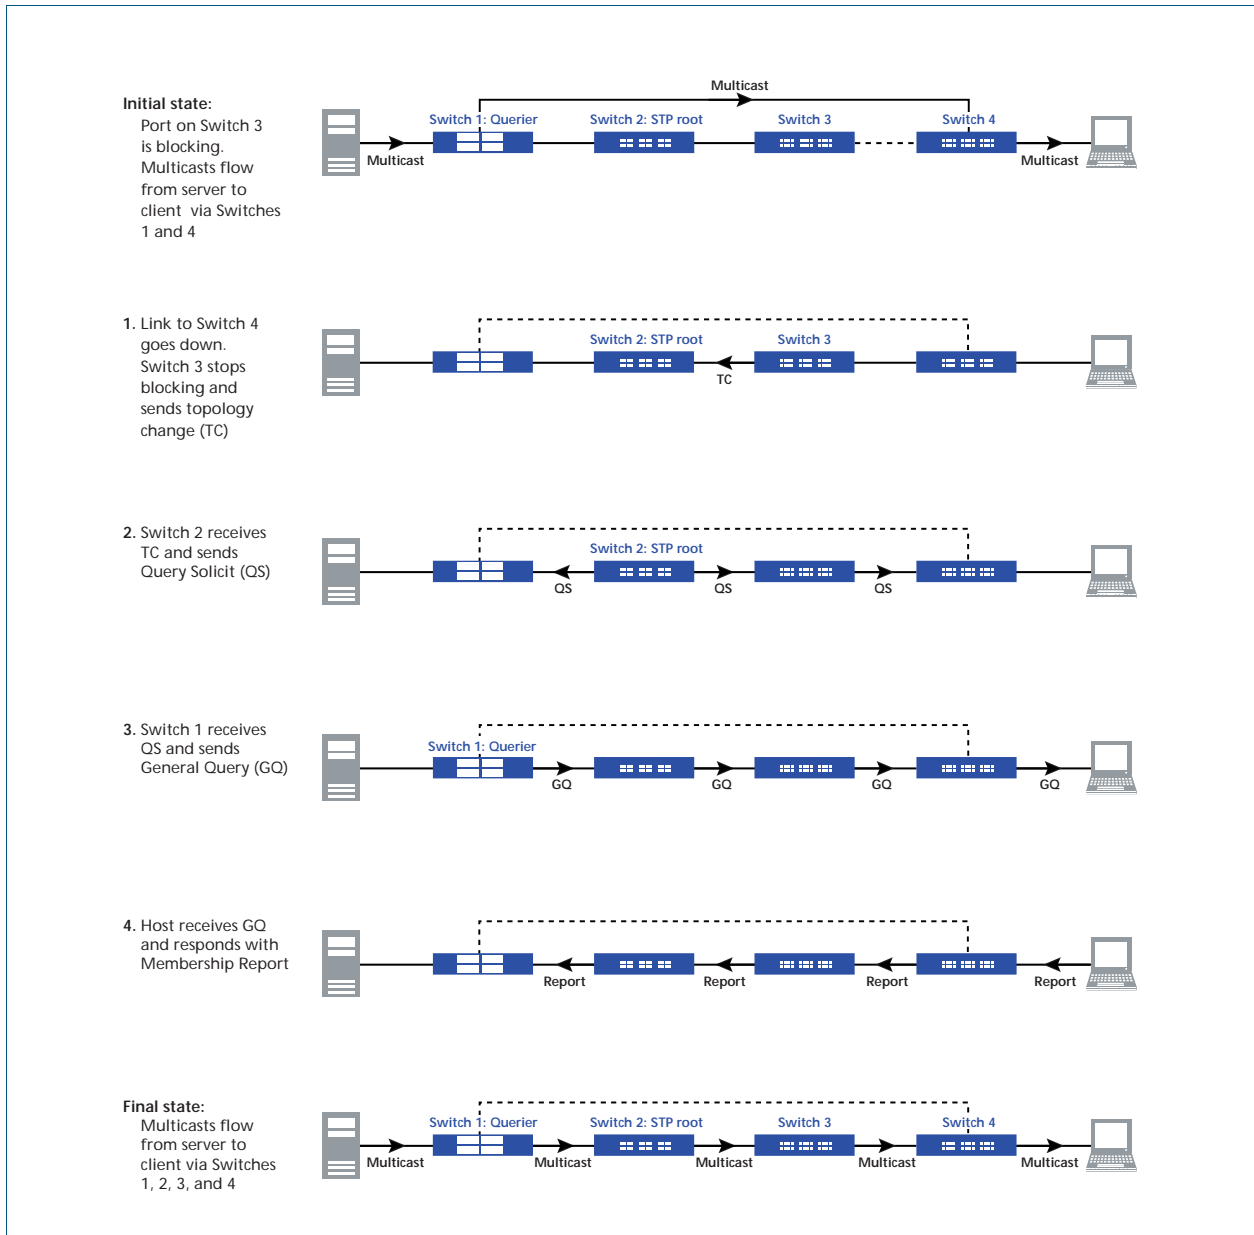 Initial state:
Port on Switch 3
is blocking.
Multicasts flow
from server to
client via Switches
1 and 4
Multicast
Switch 1: Querier
Switch 2: STP root
Switch 3
Switch 4
Multicast
Multicast
1. Link to Switch 4
goes down.
Switch 3 stops
blocking and
sends topology
change (TC)
Switch 2: STP root
Switch 3
TC
2. Switch 2 receives
TC and sends
Query Solicit (QS)
Switch 2: STP root
QS
QS
QS
3. Switch 1 receives
QS and sends
General Query (GQ)
Switch 1: Querier
GQ
GQ
GQ
GQ
4. Host receives GQ
and responds with
Membership Report
Report
Report
Report
Report
Final state:
Multicasts flow
from server to
client via Switches
1, 2, 3, and 4
Switch 1: Querier
Switch 2: STP root
Switch 3
Switch 4
Multicast
Multicast
Multicast
Multicast
Multicast